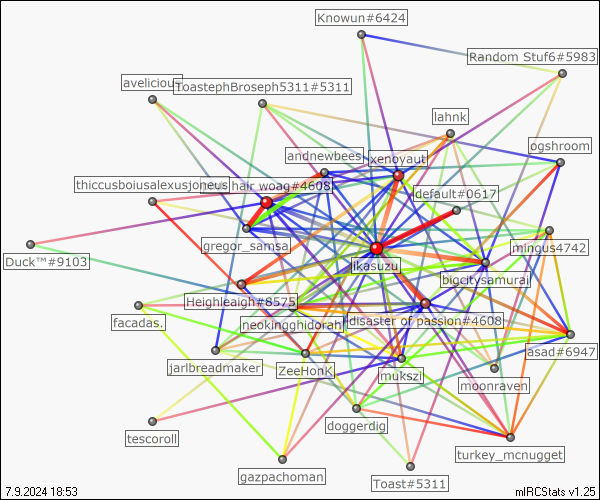 Knowun#6424
Random Stuf6#5983
avelicious
ToastephBroseph5311#5311
lahnk
ogshroom
andnewbees
xenoyaut
thiccusboiusalexusjoneus
hair woag#4608
default#0617
gregor_samsa
mingus4742
Duck™#9103
ikasuzu
bigcitysamurai
Heighleaigh#8575
facadas.
neokingghidorah
disaster of passion#4608
asad#6947
jarlbreadmaker
ZeeHonK
mukszi
moonraven
doggerdig
tescoroll
turkey_mcnugget
gazpachoman
Toast#5311
7.9.2024 18:53
mIRCStats v1.25